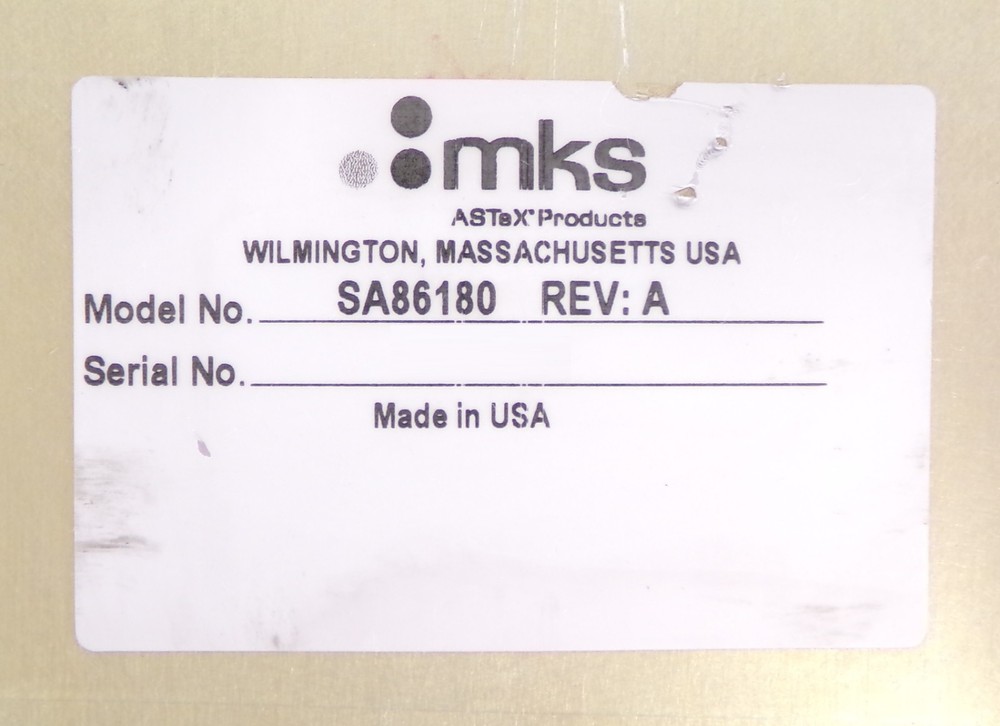 mks
ASTeX® Products
WILMINGTON, MASSACHUSETTS USA
Model No. SA86180 REV: A
Serial No.
Made in USA